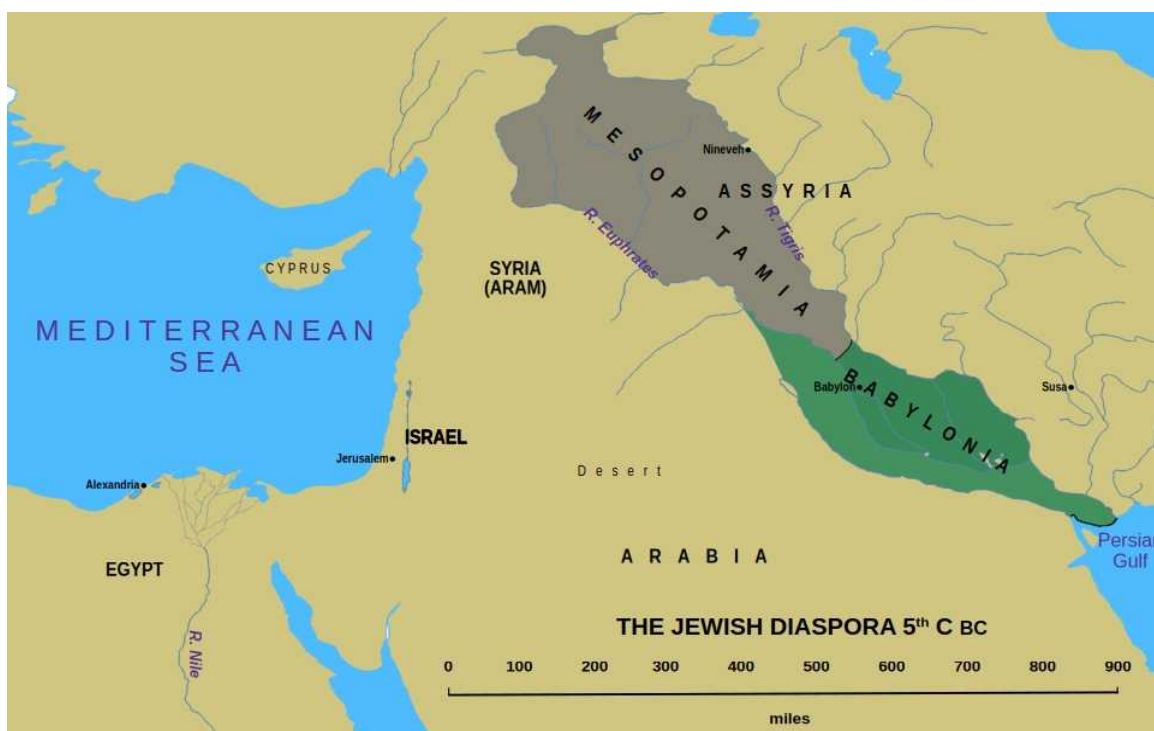 MESOPOTAMIA
Nineveh
ASSYRIA
R. Euphrates
R. Tigris
CYPRUS
SYRIA
(ARAM)
MEDITERRANEAN
SEA
BABYLONIA
Babylon
Susa
ISRAEL
Jerusalem
Desert
Alexandria
ARABIA
Persian
Gulf
EGYPT
R. Nile
THE JEWISH DIASPORA 5th C BC
0 100 200 300 400 500 600 700 800 900
miles